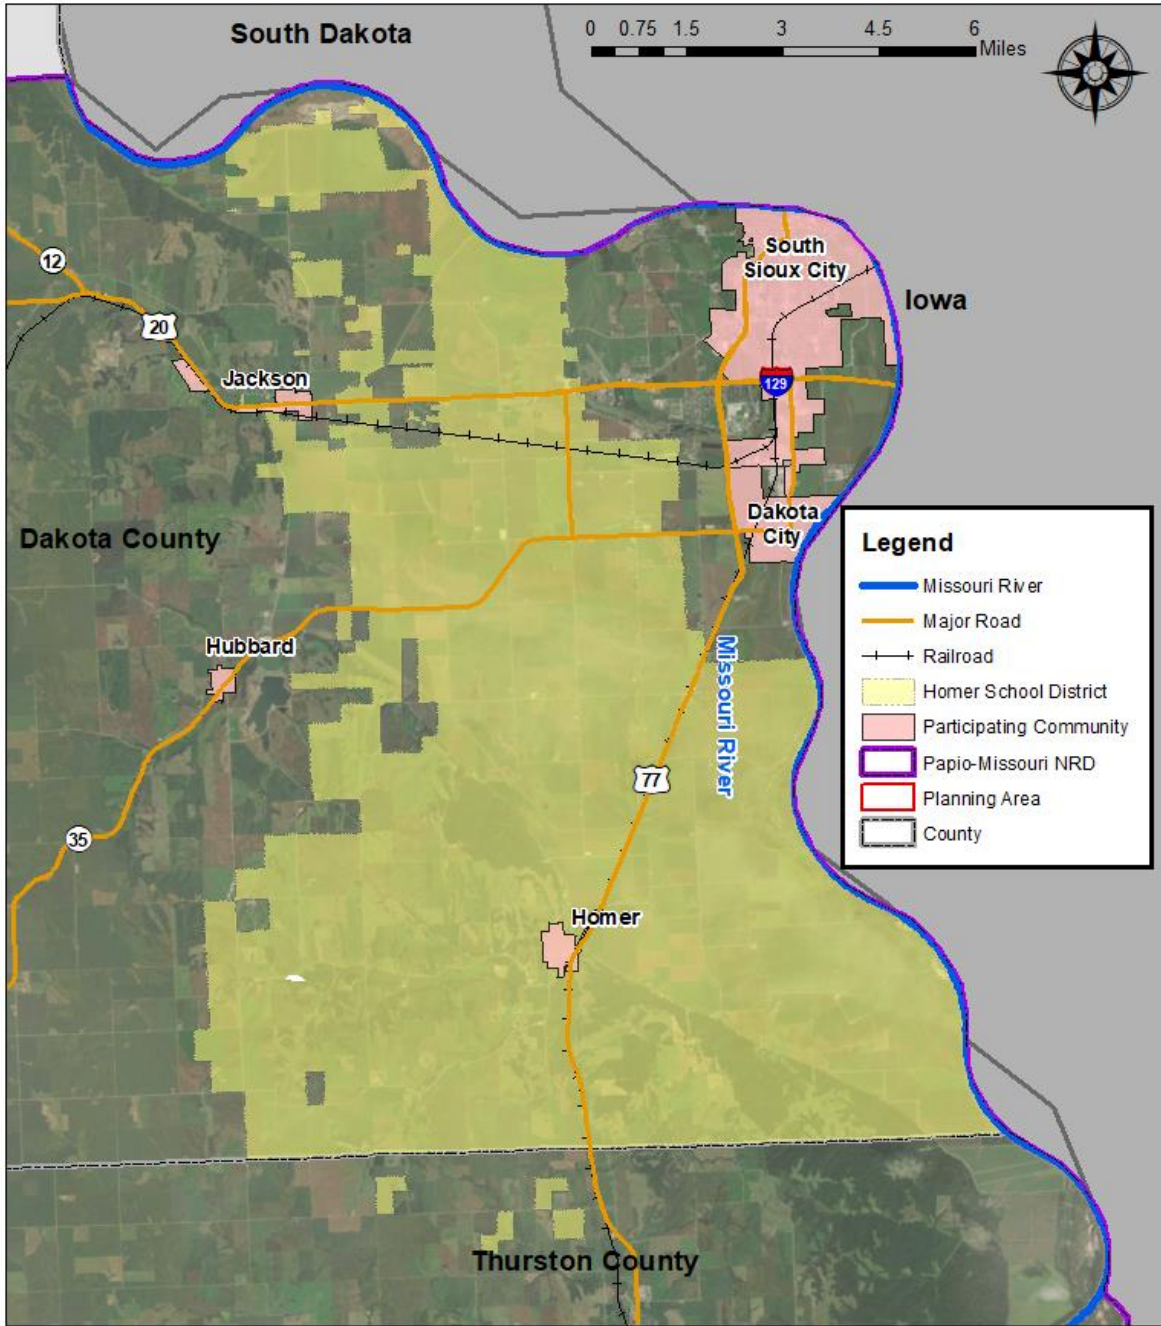 South Dakota
0 0.75 1.5 3 4.5 6
Miles
South
Sioux City
Iowa
12
20
Jackson
129
Dakota County
Dakota
City
Hubbard
Missouri River
77
35
Homer
Thurston County
Legend
Missouri River
Major Road
Railroad
Homer School District
Participating Community
Papio-Missouri NRD
Planning Area
County